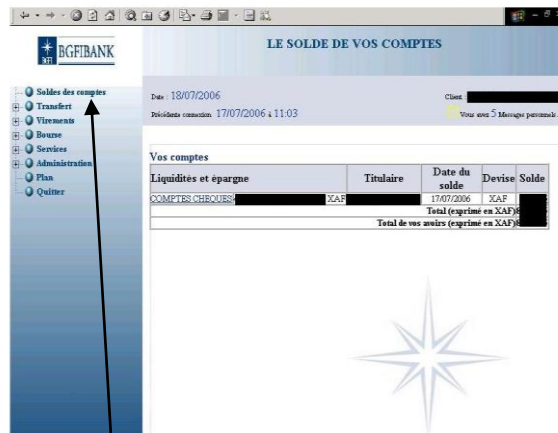 BGFIBANK
BGFI
LE SOLDE DE VOS COMPTES
Soldes des comptes
Transfert
Virements
Bourse
Services
Administration
Plan
Quitter
Date : 18/07/2006
Client :
Précédente connexion 17/07/2006 à 11:03
Vous avez 5 Messages personnels
Vos comptes
Liquidités et épargne Titulaire Date du solde Devise Solde
COMPTES CHEQUES XAF 17/07/2006 XAF
Total (exprimé en XAF)
Total de vos avoirs (exprimé en XAF)